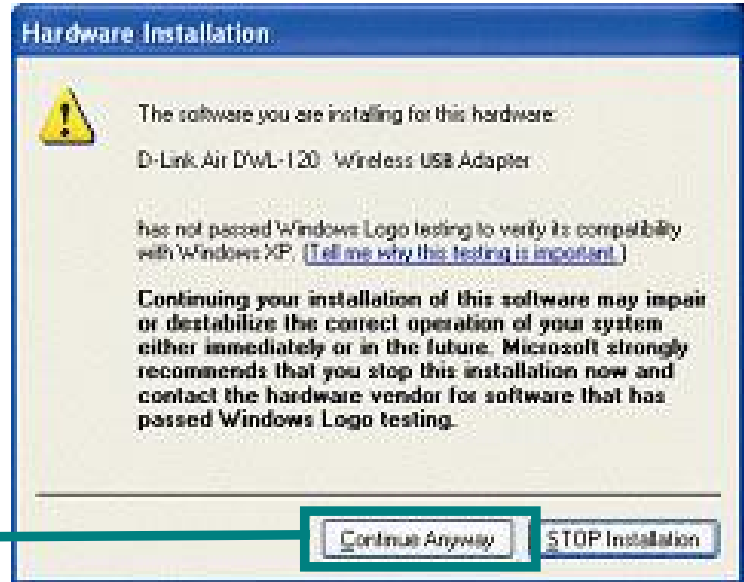 Hardware Installation
The software you are installing for this hardware:
D-Link Air DWL-120 Wireless USB Adapter
has not passed Windows Logo testing to verify its compatibility
with Windows XP. (Tell me why this testing is important.)
Continuing your installation of this software may impair
or destabilize the correct operation of your system
either immediately or in the future. Microsoft strongly
recommends that you stop this installation now and
contact the hardware vendor for software that has
passed Windows Logo testing.
Continue Anyway
STOP Installation